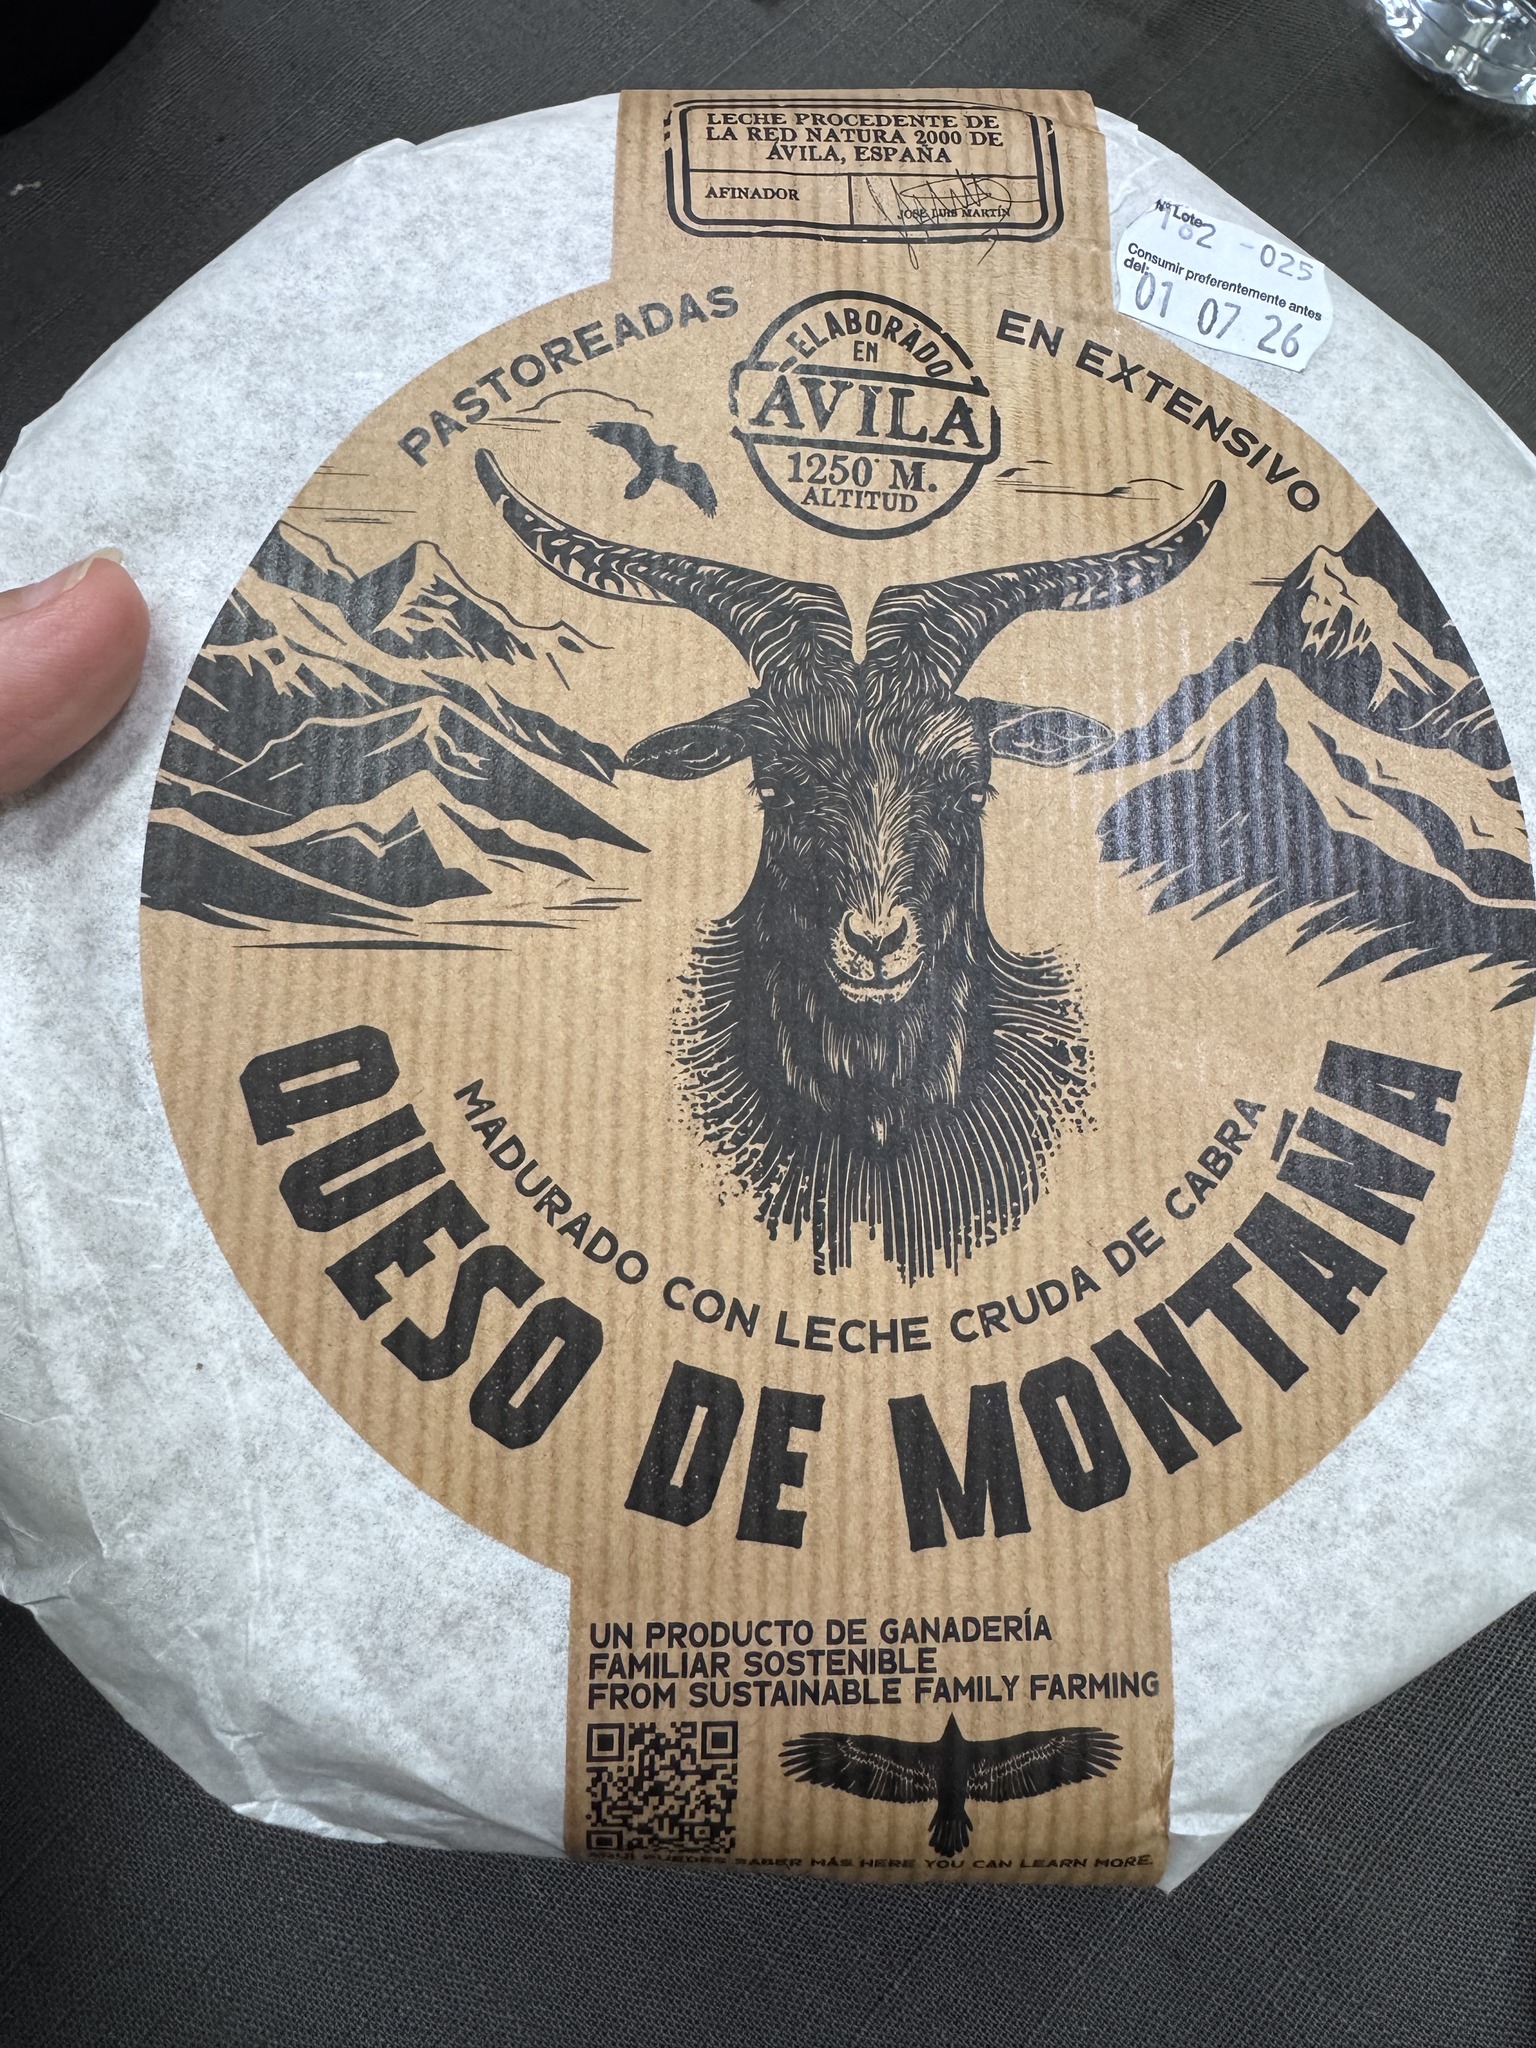 LECHE PROCEDENTE DE
LA RED NATURA 2000 DE
ÁVILA, ESPAÑA
AFINADOR
JOSE LUIS MARTÍN
Nº Lote
182 - 025
Consumir preferentemente antes
del:
01 07 26
PASTOREADAS
EN EXTENSIVO
ELABORADO
EN
ÁVILA
1250 M.
ALTITUD
MADURADO CON LECHE CRUDA DE CABRA
QUESO DE MONTAÑA
UN PRODUCTO DE GANADERÍA
FAMILIAR SOSTENIBLE
FROM SUSTAINABLE FAMILY FARMING
AQUÍ PUEDES SABER MÁS HERE YOU CAN LEARN MORE.